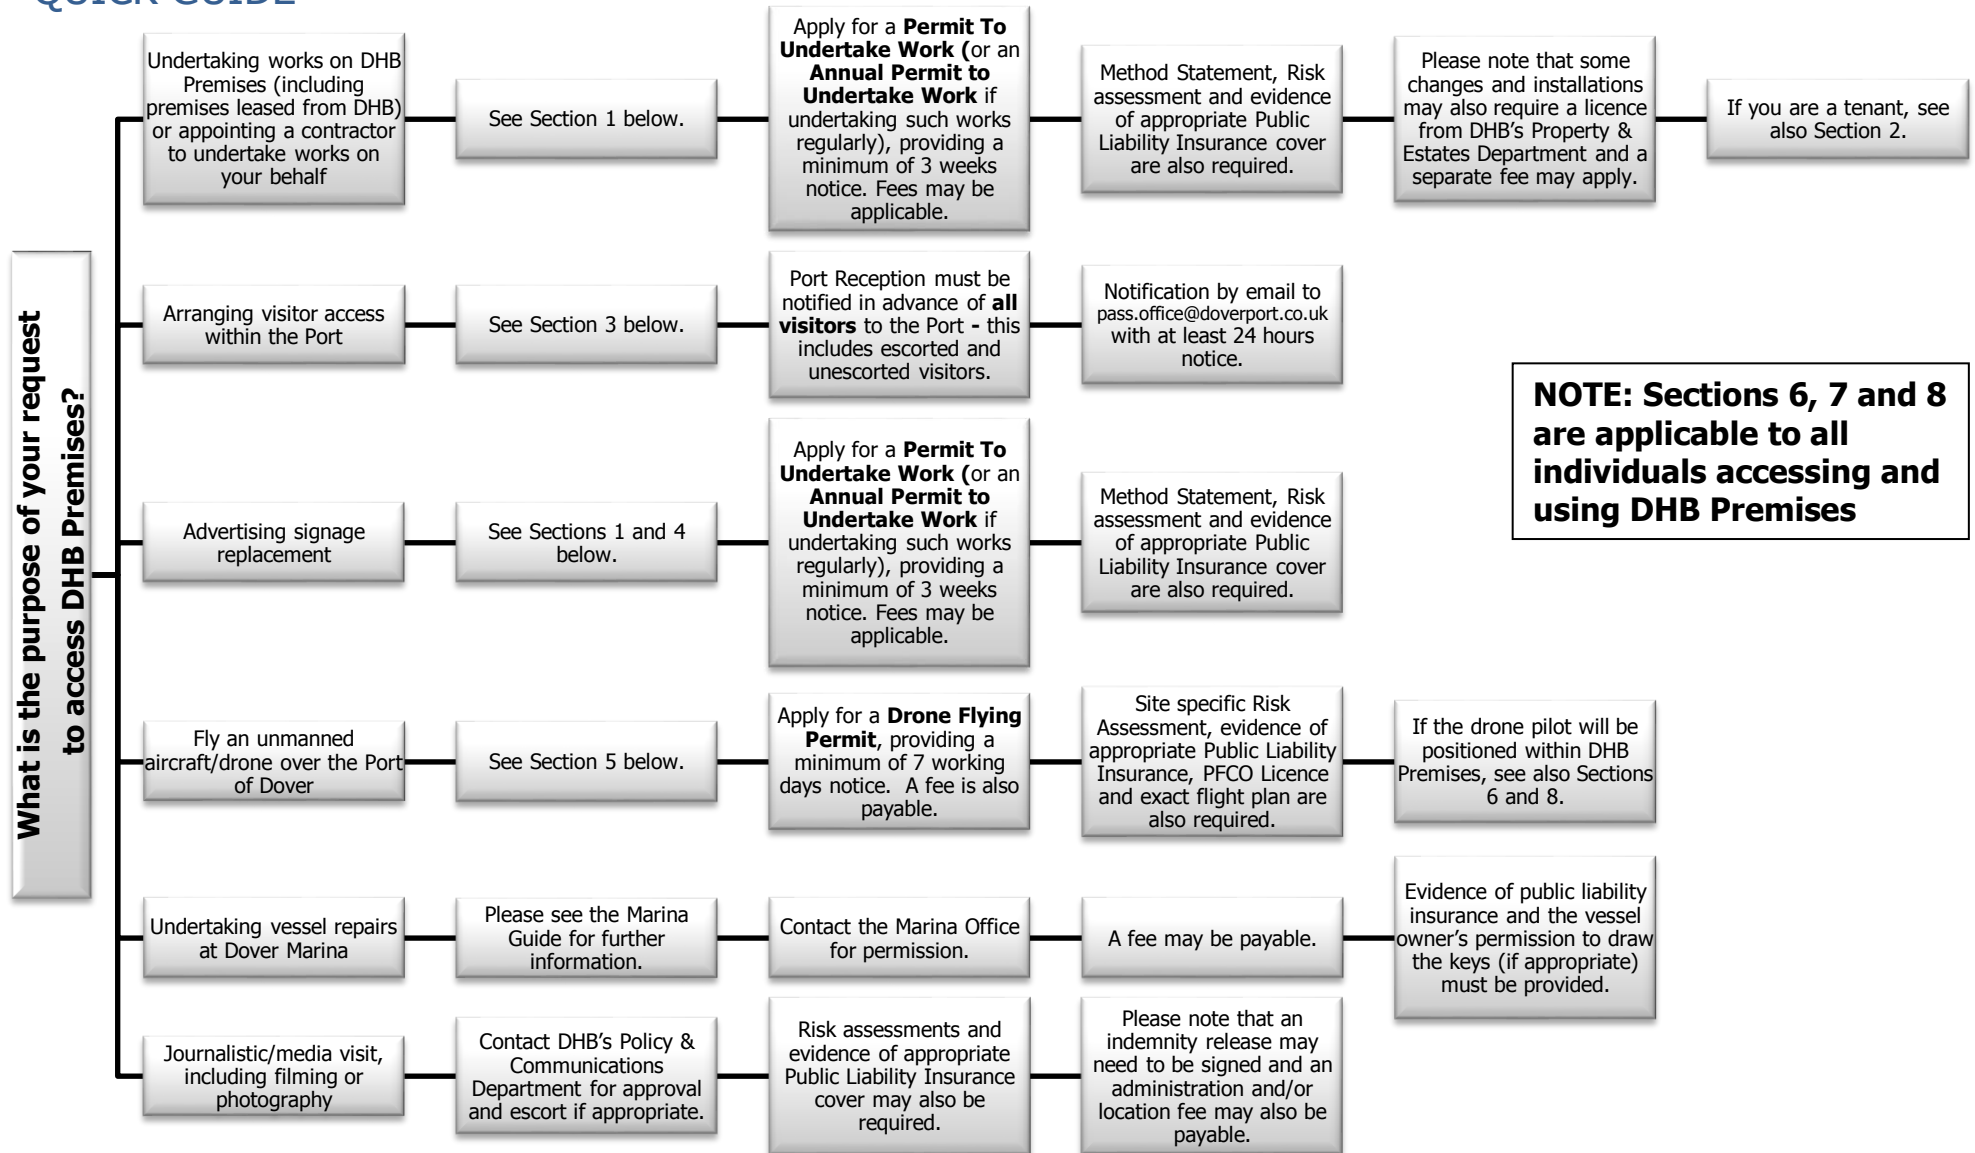 QUICK GUIDE
What is the purpose of your request
to access DHB Premises?
Undertaking works on DHB
Premises (including
premises leased from DHB)
or appointing a contractor
to undertake works on
your behalf
See Section 1 below.
Apply for a Permit To
Undertake Work (or an
Annual Permit to
Undertake Work if
undertaking such works
regularly), providing a
minimum of 3 weeks
notice. Fees may be
applicable.
Method Statement, Risk
assessment and evidence
of appropriate Public
Liability Insurance cover
are also required.
Please note that some
changes and installations
may also require a licence
from DHB’s Property &
Estates Department and a
separate fee may apply.
If you are a tenant, see
also Section 2.
Arranging visitor access
within the Port
See Section 3 below.
Port Reception must be
notified in advance of all
visitors to the Port - this
includes escorted and
unescorted visitors.
Notification by email to
pass.office@doverport.co.uk
with at least 24 hours
notice.
NOTE: Sections 6, 7 and 8
are applicable to all
individuals accessing and
using DHB Premises
Advertising signage
replacement
See Sections 1 and 4
below.
Apply for a Permit To
Undertake Work (or an
Annual Permit to
Undertake Work if
undertaking such works
regularly), providing a
minimum of 3 weeks
notice. Fees may be
applicable.
Method Statement, Risk
assessment and evidence
of appropriate Public
Liability Insurance cover
are also required.
Fly an unmanned
aircraft/drone over the Port
of Dover
See Section 5 below.
Apply for a Drone Flying
Permit, providing a
minimum of 7 working
days notice. A fee is also
payable.
Site specific Risk
Assessment, evidence of
appropriate Public Liability
Insurance, PFCO Licence
and exact flight plan are
also required.
If the drone pilot will be
positioned within DHB
Premises, see also Sections
6 and 8.
Undertaking vessel repairs
at Dover Marina
Please see the Marina
Guide for further
information.
Contact the Marina Office
for permission.
A fee may be payable.
Evidence of public liability
insurance and the vessel
owner’s permission to draw
the keys (if appropriate)
must be provided.
Journalistic/media visit,
including filming or
photography
Contact DHB’s Policy &
Communications
Department for approval
and escort if appropriate.
Risk assessments and
evidence of appropriate
Public Liability Insurance
cover may also be
required.
Please note that an
indemnity release may
need to be signed and an
administration and/or
location fee may also be
payable.